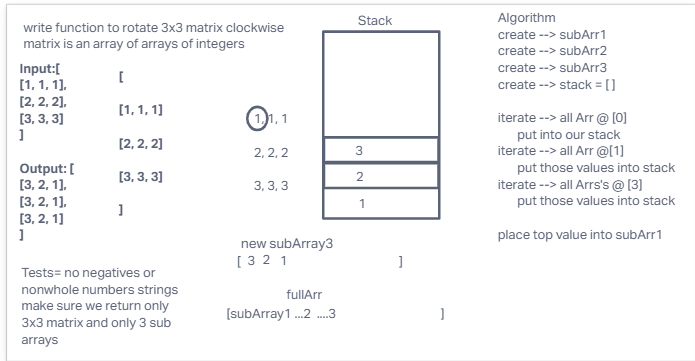 write function to rotate 3x3 matrix clockwise
matrix is an array of arrays of integers
Input:[
[1, 1, 1],
[2, 2, 2],
[3, 3, 3]
]
Output: [
[3, 2, 1],
[3, 2, 1],
[3, 2, 1]
]
Tests= no negatives or
nonwhole numbers strings
make sure we return only
3x3 matrix and only 3 sub
arrays
[
[1, 1, 1]
[2, 2, 2]
[3, 3, 3]
]
1, 1, 1
2, 2, 2
3, 3, 3
Stack
3
2
1
new subArray3
[ 3 2 1 ]
fullArr
[subArray1 ...2 ....3 ]
Algorithm
create --> subArr1
create --> subArr2
create --> subArr3
create --> stack = [ ]
iterate --> all Arr @ [0]
put into our stack
iterate --> all Arr @[1]
put those values into stack
iterate --> all Arrs's @ [3]
put those values into stack
place top value into subArr1